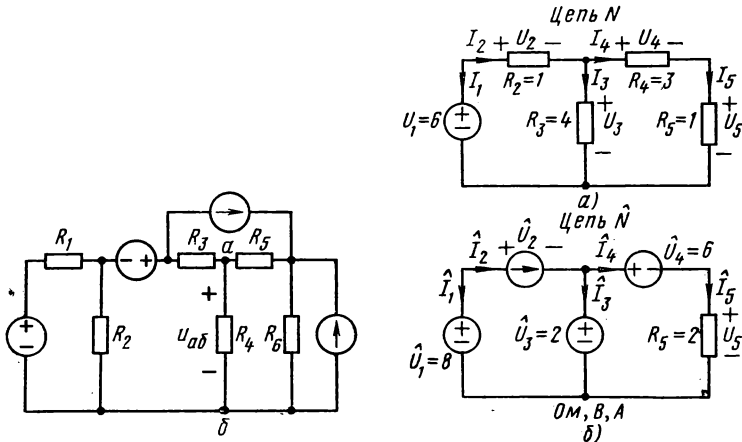 Цепь N
I₂ + U₂ − I₄ + U₄ −
I₁ R₂=1 I₃ R₄=3 I₅
U₁=6 R₃=4 + U₃ − R₅=1 + U₅ −
а)
Цепь N̂
Î₂ + Û₂ − Î₄ + − Û₄=6
Î₁ Î₃ Î₅
Û₁=8 Û₃=2 R₅=2 + U₅ −
Ом, В, А
б)
R₁ R₃ а R₅
− +
+ − R₂ + uаб − R₄ R₆
б